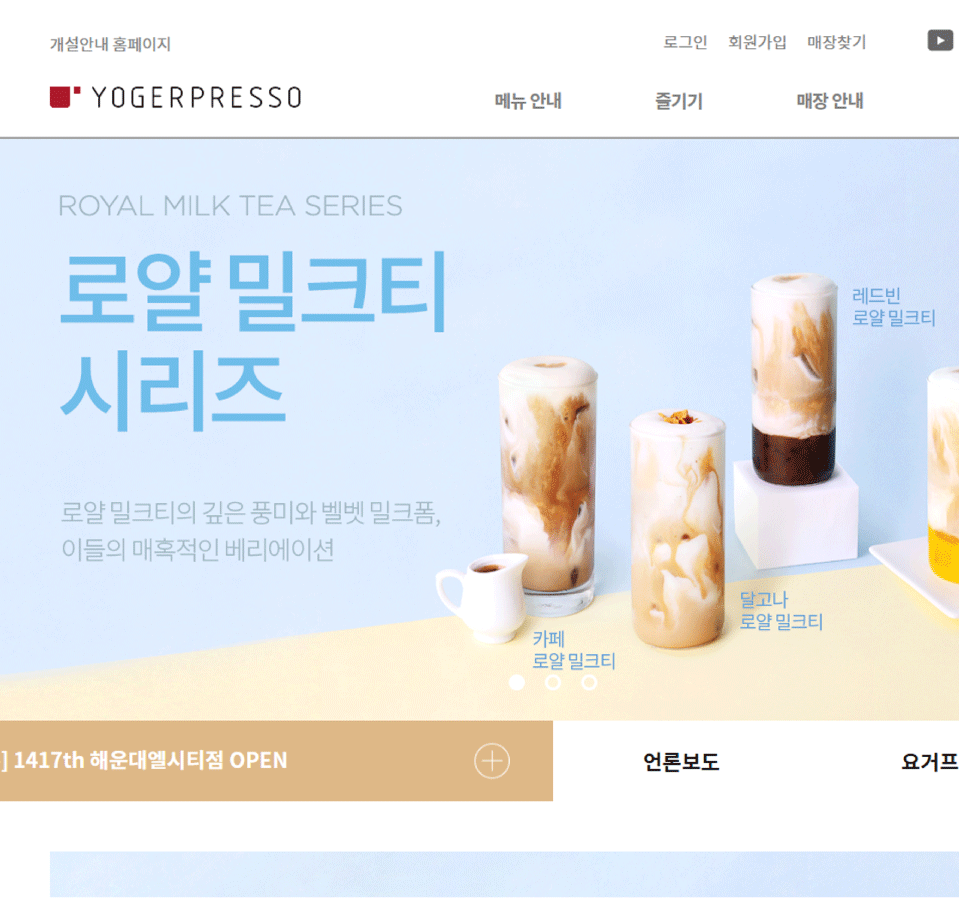 개설안내 홈페이지
로그인 회원가입 매장찾기
YOGERPRESSO
메뉴 안내 즐기기 매장 안내
ROYAL MILK TEA SERIES
로얄 밀크티
시리즈
로얄 밀크티의 깊은 풍미와 벨벳 밀크폼,
이들의 매혹적인 베리에이션
레드빈
로얄 밀크티
달고나
로얄 밀크티
카페
로얄 밀크티
] 1417th 해운대엘시티점 OPEN
언론보도
요거프